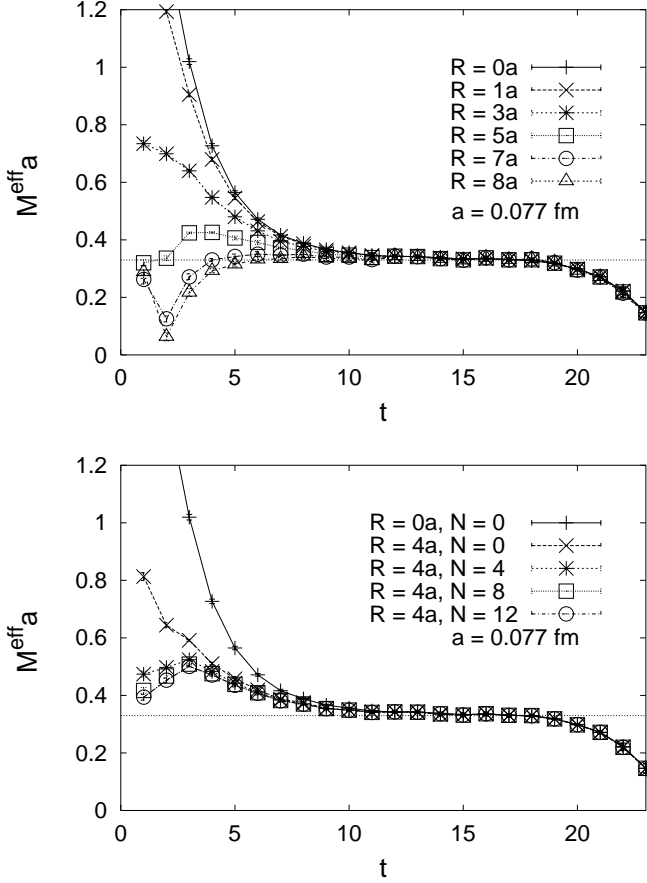 1.2
1
0.8
0.6
0.4
0.2
0
M^eff a
R = 0a
R = 1a
R = 3a
R = 5a
R = 7a
R = 8a
a = 0.077 fm
0 5 10 15 20
t
1.2
1
0.8
0.6
0.4
0.2
0
M^eff a
R = 0a, N = 0
R = 4a, N = 0
R = 4a, N = 4
R = 4a, N = 8
R = 4a, N = 12
a = 0.077 fm
0 5 10 15 20
t